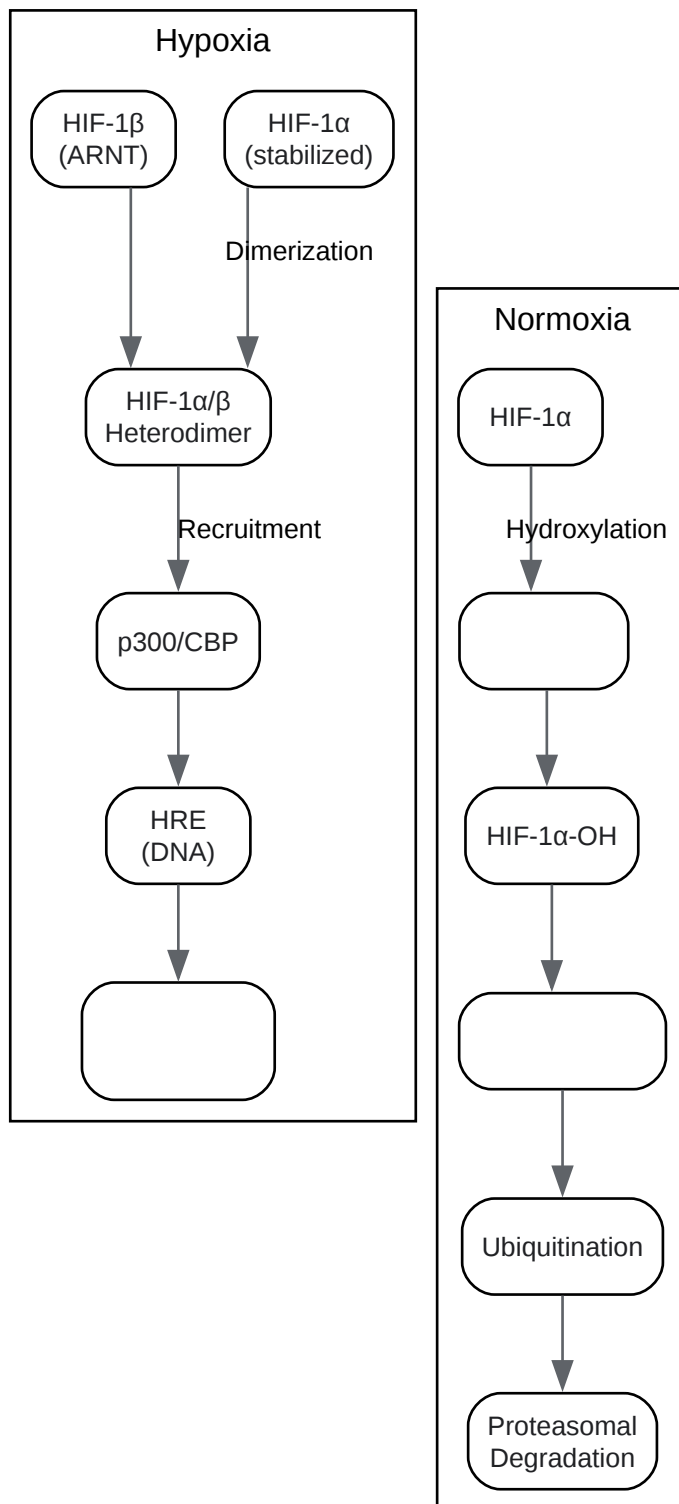 Hypoxia
HIF-1β
(ARNT)
HIF-1α
(stabilized)
Dimerization
HIF-1α/β
Heterodimer
Recruitment
p300/CBP
HRE
(DNA)
Normoxia
HIF-1α
Hydroxylation
HIF-1α-OH
Ubiquitination
Proteasomal
Degradation